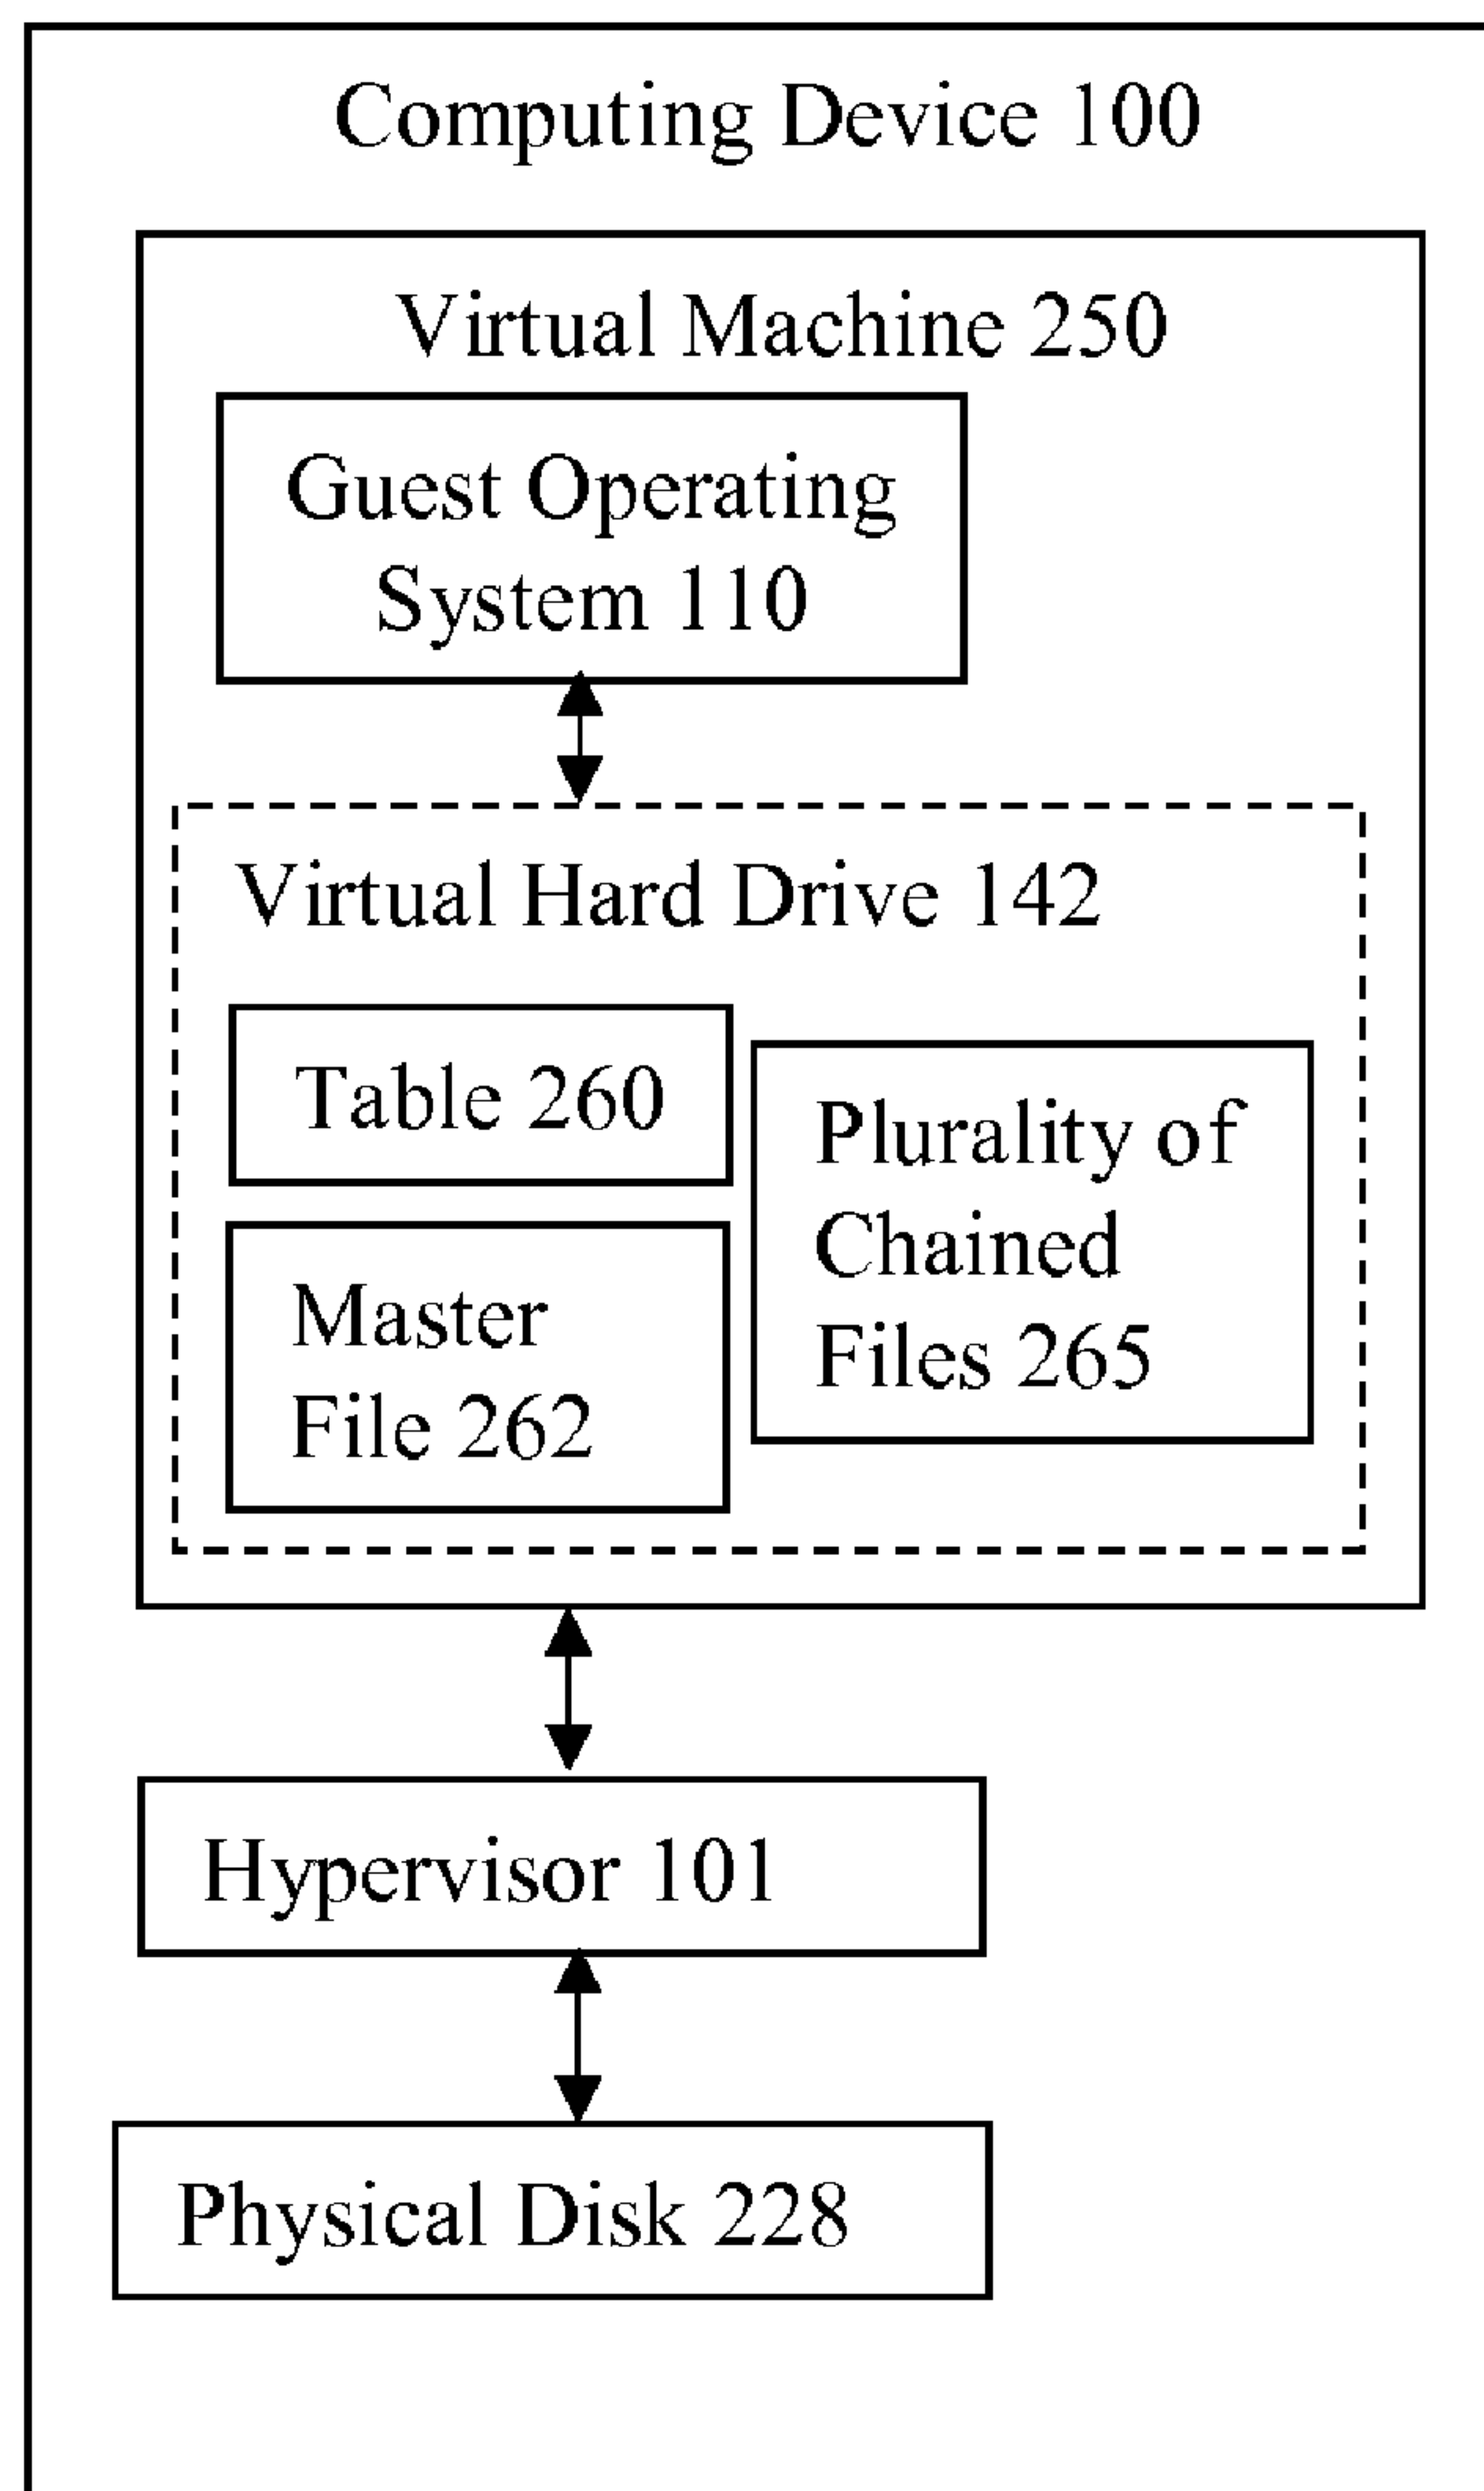 Computing Device 100
Virtual Machine 250
Guest Operating
System 110
Virtual Hard Drive 142
Table 260
Master
File 262
Plurality of
Chained
Files 265
Hypervisor 101
Physical Disk 228